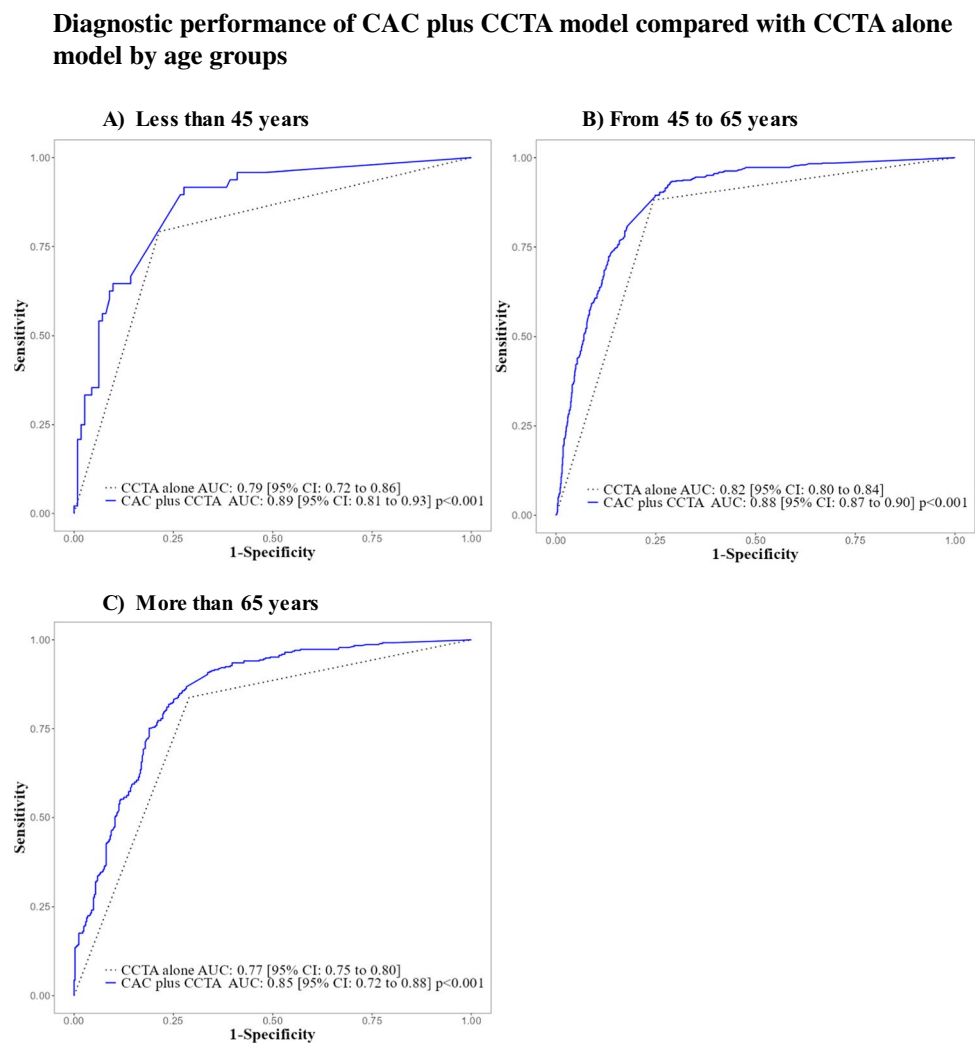 Diagnostic performance of CAC plus CCTA model compared with CCTA alone
model by age groups
A) Less than 45 years
1.00
0.75
0.50
0.25
0.00
Sensitivity
CCTA alone AUC: 0.79 [95% CI: 0.72 to 0.86]
CAC plus CCTA AUC: 0.89 [95% CI: 0.81 to 0.93] p<0.001
0.00 0.25 0.50 0.75 1.00
1-Specificity
B) From 45 to 65 years
1.00
0.75
0.50
0.25
0.00
Sensitivity
CCTA alone AUC: 0.82 [95% CI: 0.80 to 0.84]
CAC plus CCTA AUC: 0.88 [95% CI: 0.87 to 0.90] p<0.001
0.00 0.25 0.50 0.75 1.00
1-Specificity
C) More than 65 years
1.00
0.75
0.50
0.25
0.00
Sensitivity
CCTA alone AUC: 0.77 [95% CI: 0.75 to 0.80]
CAC plus CCTA AUC: 0.85 [95% CI: 0.72 to 0.88] p<0.001
0.00 0.25 0.50 0.75 1.00
1-Specificity